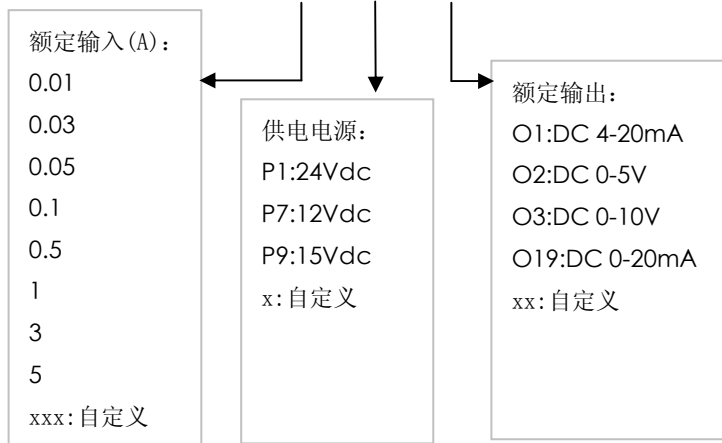 额定输入(A)：
0.01
0.03
0.05
0.1
0.5
1
3
5
xxx:自定义
供电电源：
P1:24Vdc
P7:12Vdc
P9:15Vdc
x:自定义
额定输出：
O1:DC 4-20mA
O2:DC 0-5V
O3:DC 0-10V
O19:DC 0-20mA
xx:自定义